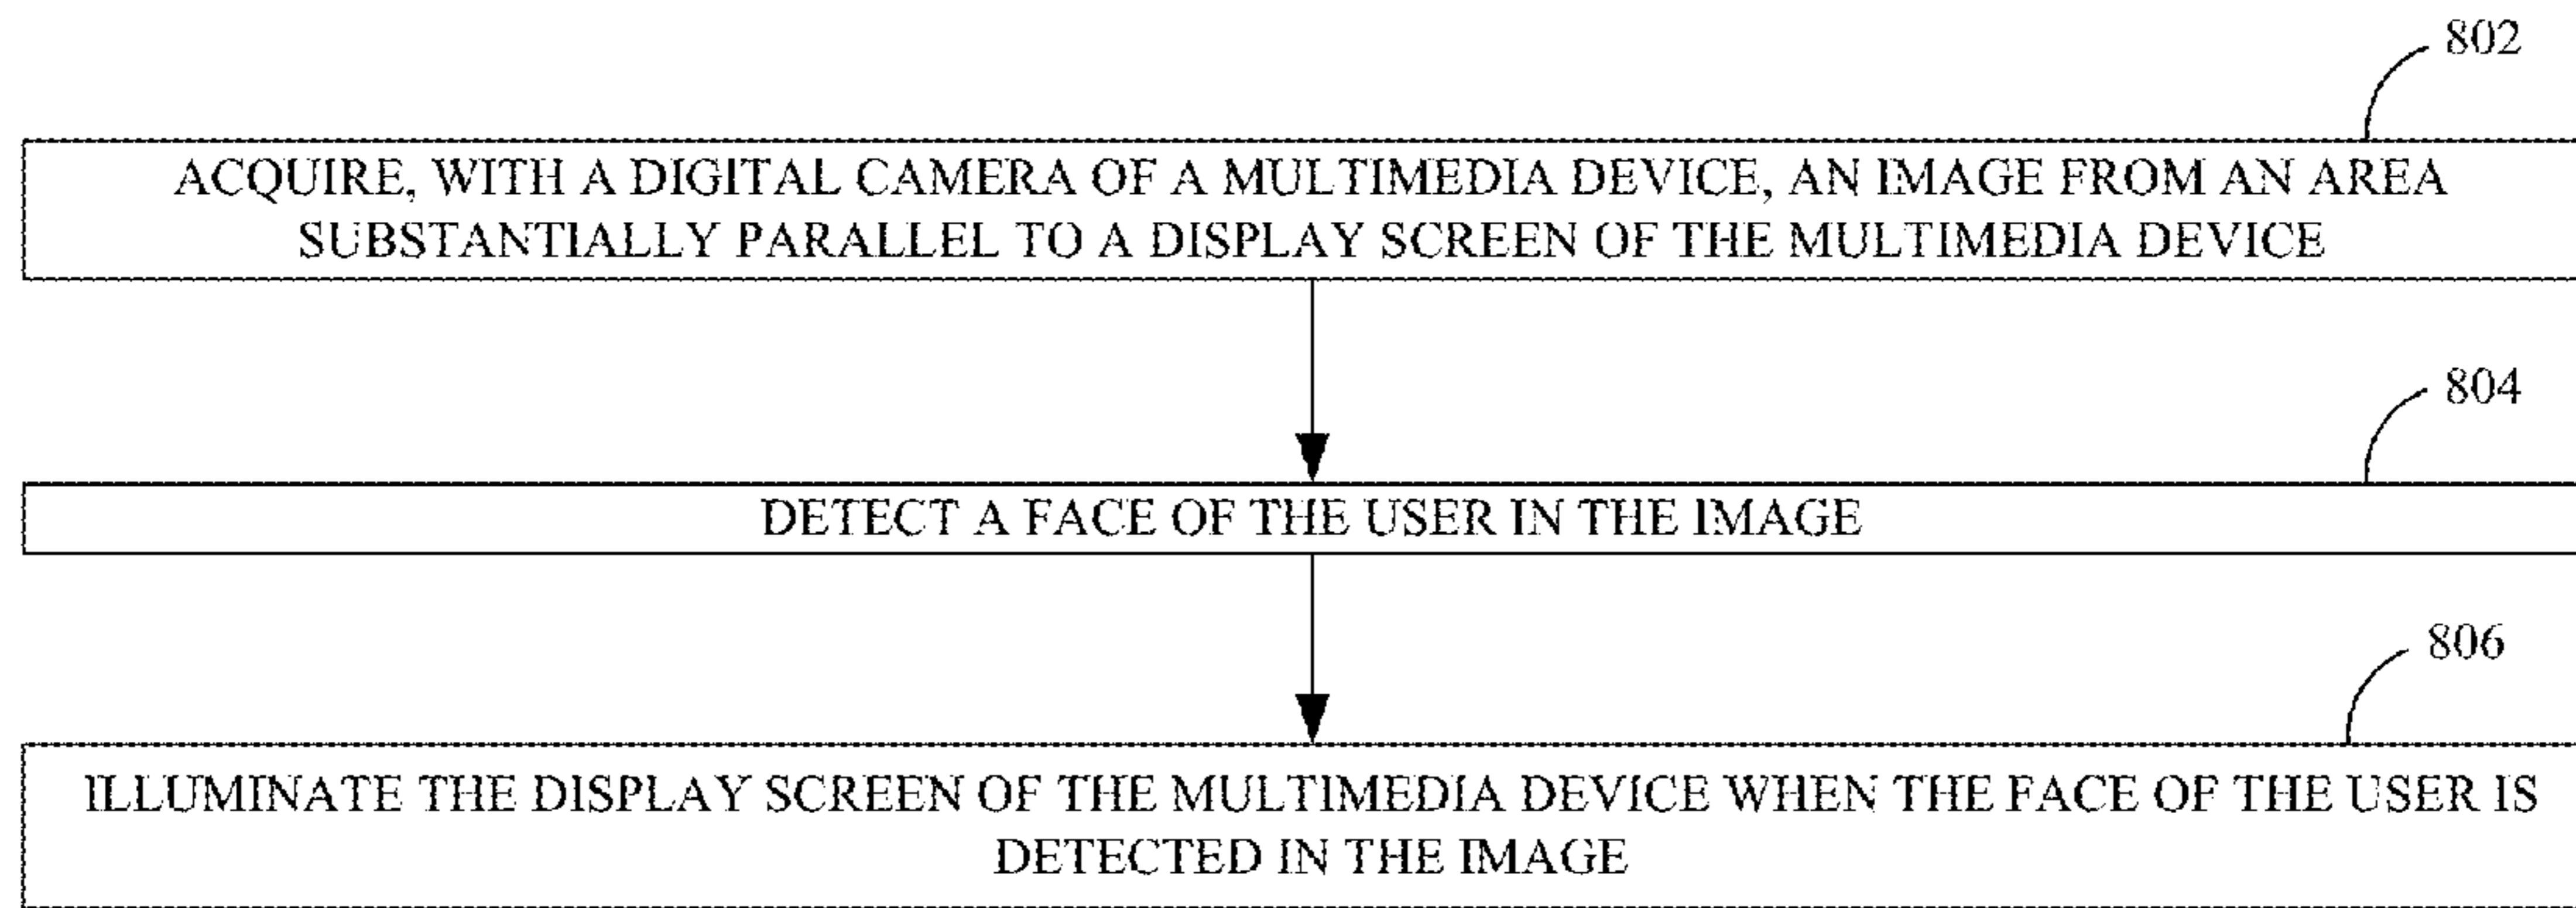 802
ACQUIRE, WITH A DIGITAL CAMERA OF A MULTIMEDIA DEVICE, AN IMAGE FROM AN AREA
SUBSTANTIALLY PARALLEL TO A DISPLAY SCREEN OF THE MULTIMEDIA DEVICE
804
DETECT A FACE OF THE USER IN THE IMAGE
806
ILLUMINATE THE DISPLAY SCREEN OF THE MULTIMEDIA DEVICE WHEN THE FACE OF THE USER IS
DETECTED IN THE IMAGE